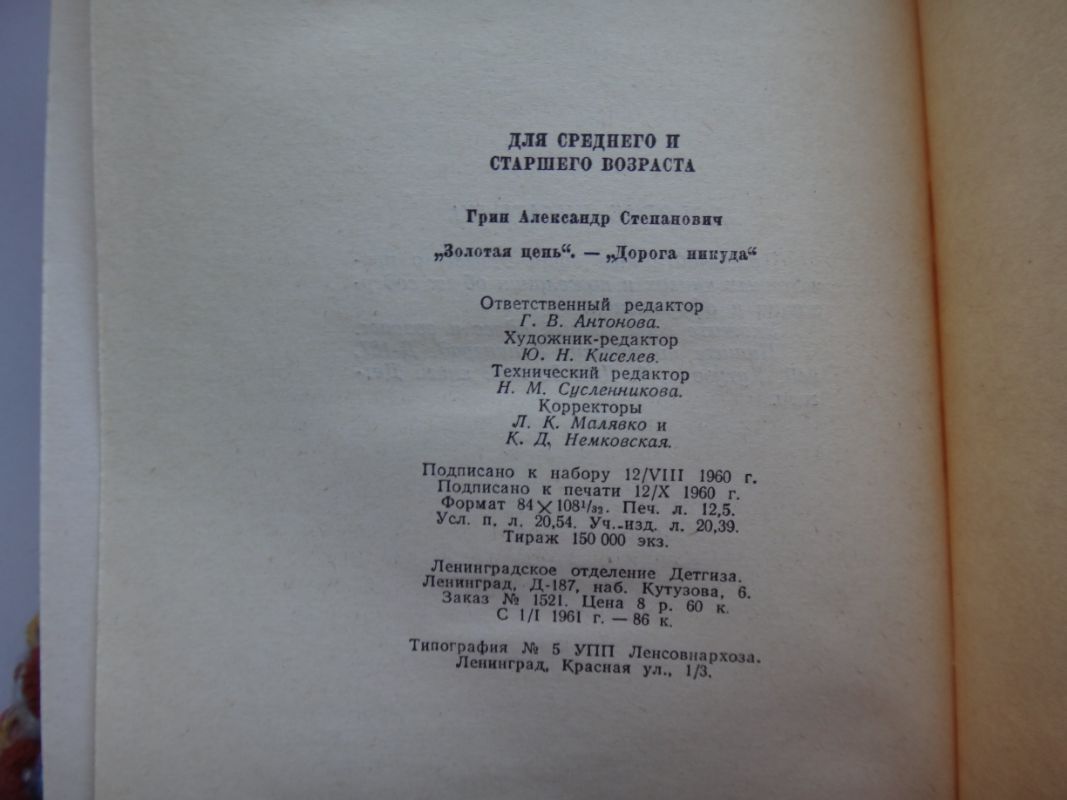 ДЛЯ СРЕДНЕГО И
СТАРШЕГО ВОЗРАСТА
Грин Александр Степанович
„Золотая цепь“. — „Дорога никуда“
Ответственный редактор
Г. В. Антонова.
Художник-редактор
Ю. Н. Киселев.
Технический редактор
Н. М. Сусленникова.
Корректоры
Л. К. Малявко и
К. Д. Немковская.
Подписано к набору 12/VIII 1960 г.
Подписано к печати 12/X 1960 г.
Формат 84×108¹/₃₂. Печ. л. 12,5.
Усл. п. л. 20,54. Уч.-изд. л. 20,39.
Тираж 150 000 экз.
Ленинградское отделение Детгиза.
Ленинград, Д-187, наб. Кутузова, 6.
Заказ № 1521. Цена 8 р. 60 к.
С 1/I 1961 г. — 86 к.
Типография № 5 УПП Ленсовнархоза.
Ленинград, Красная ул., 1/3.